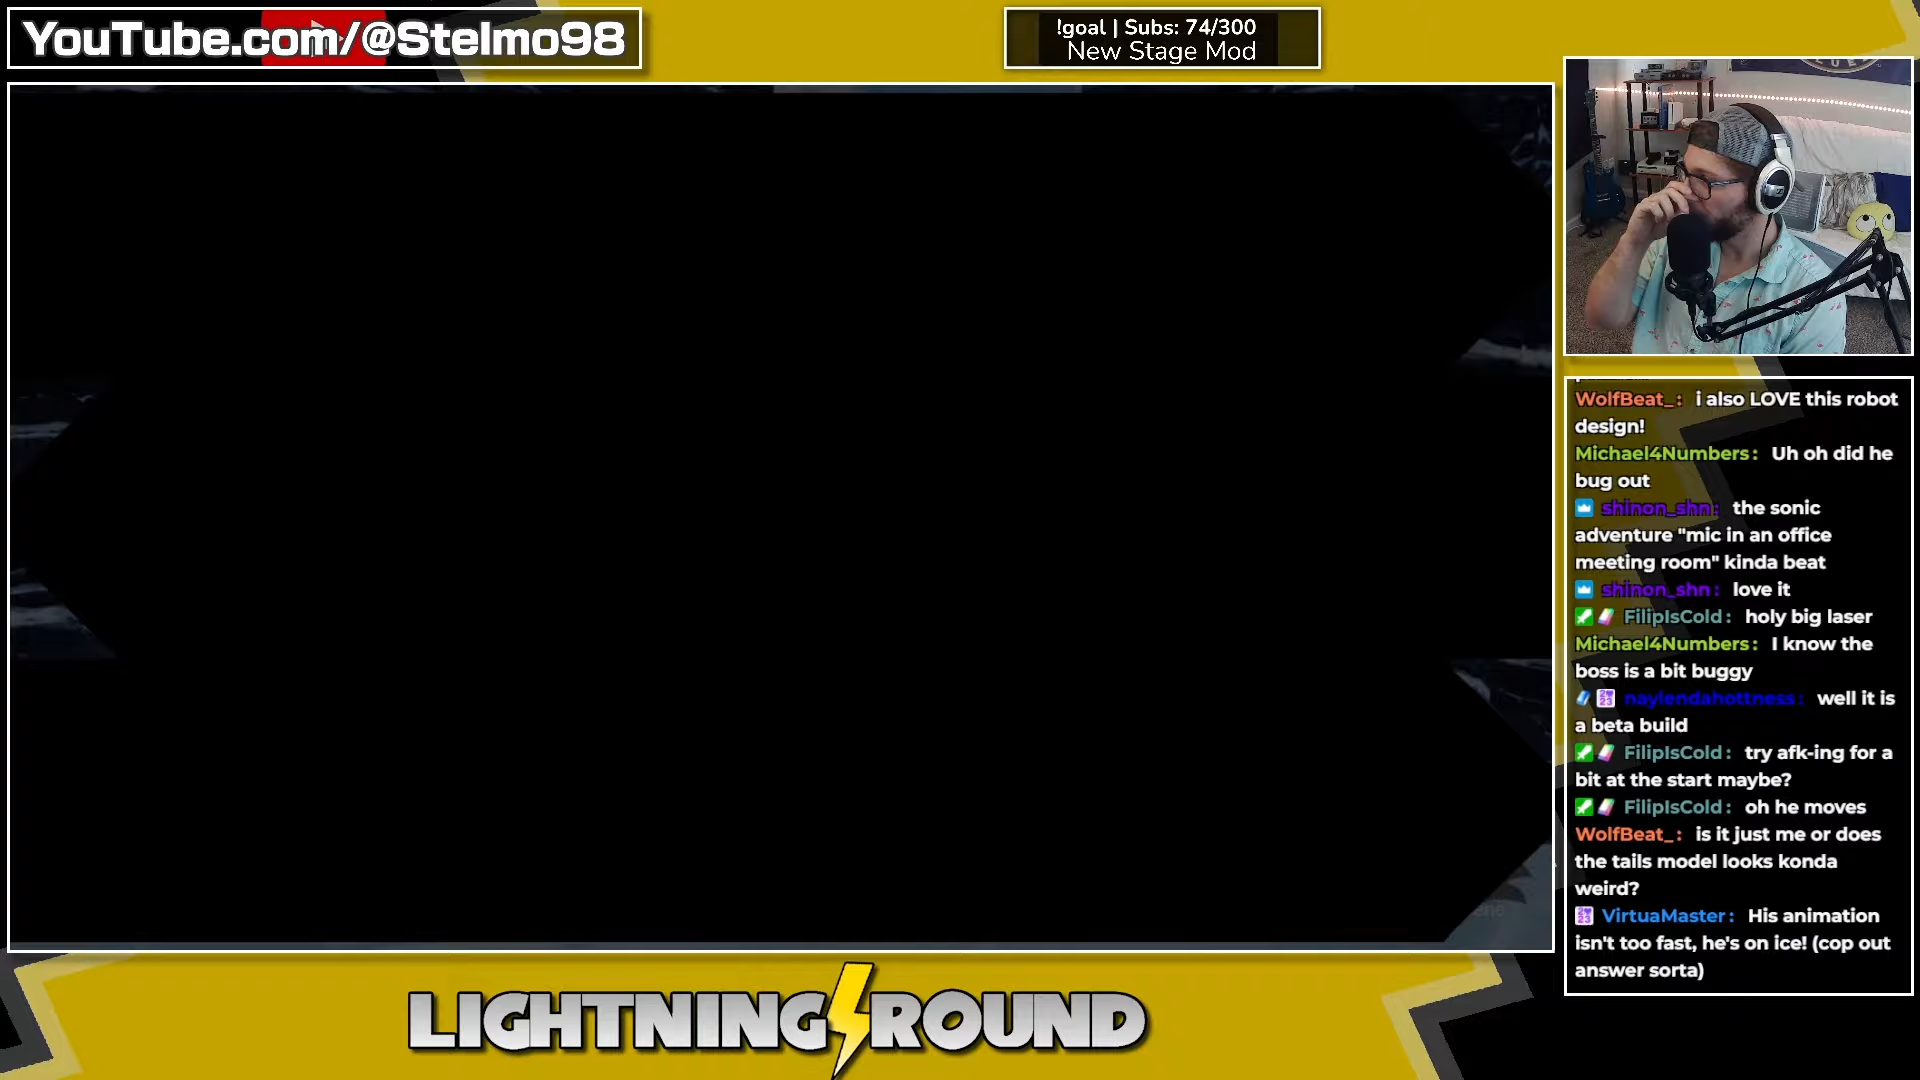 YouTube.com/@Stelmo98
!goal | Subs: 74/300
New Stage Mod
WolfBeat_: i also LOVE this robot
design!
Michael4Numbers: Uh oh did he
bug out
shinon_shn: the sonic
adventure "mic in an office
meeting room" kinda beat
shinon_shn: love it
FilipIsCold: holy big laser
Michael4Numbers: I know the
boss is a bit buggy
naylendahottness: well it is
a beta build
FilipIsCold: try afk-ing for a
bit at the start maybe?
FilipIsCold: oh he moves
WolfBeat_: is it just me or does
the tails model looks konda
weird?
VirtuaMaster: His animation
isn't too fast, he's on ice! (cop out
answer sorta)
LIGHTNING ROUND